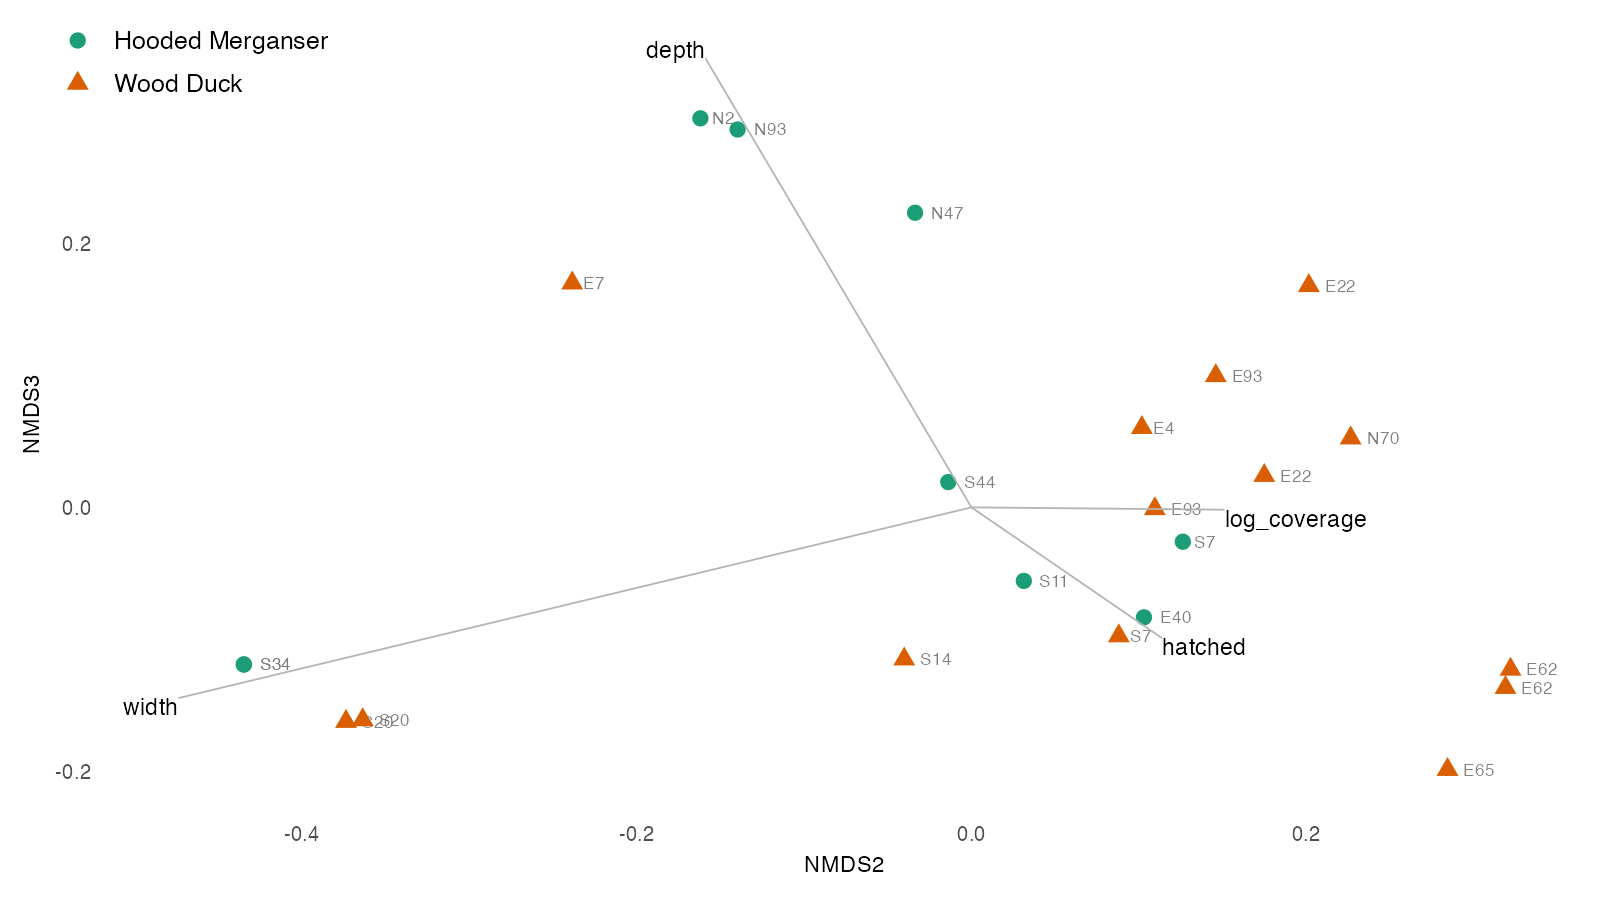 Hooded Merganser
Wood Duck
depth
N2
N93
N47
0.2
E7
E22
E93
E4
N70
E22
S44
0.0
E93
log_coverage
S7
S11
E40
S7
hatched
S14
S34
E62
E62
width
S20
S20
-0.2
E65
-0.4
-0.2
0.0
0.2
NMDS2
NMDS3